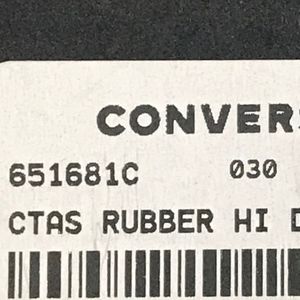 CONVERS
651681C 030
CTAS RUBBER HI D